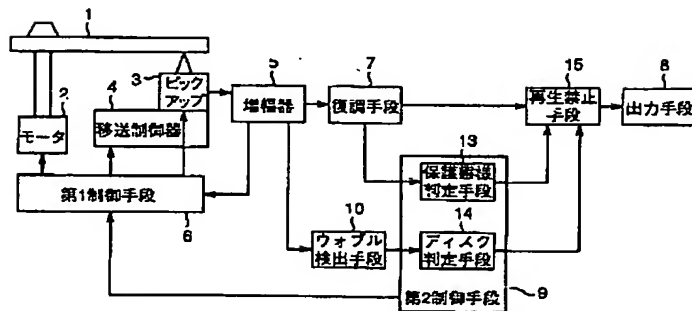 1
2
3
4
5
7
15
8
ピック
アップ
増幅器
復調手段
再生禁止
手段
出力手段
モータ
移送制御器
13
保護態様
判定手段
第1制御手段
6
10
ウォブル
検出手段
14
ディスク
判定手段
第2制御手段
9